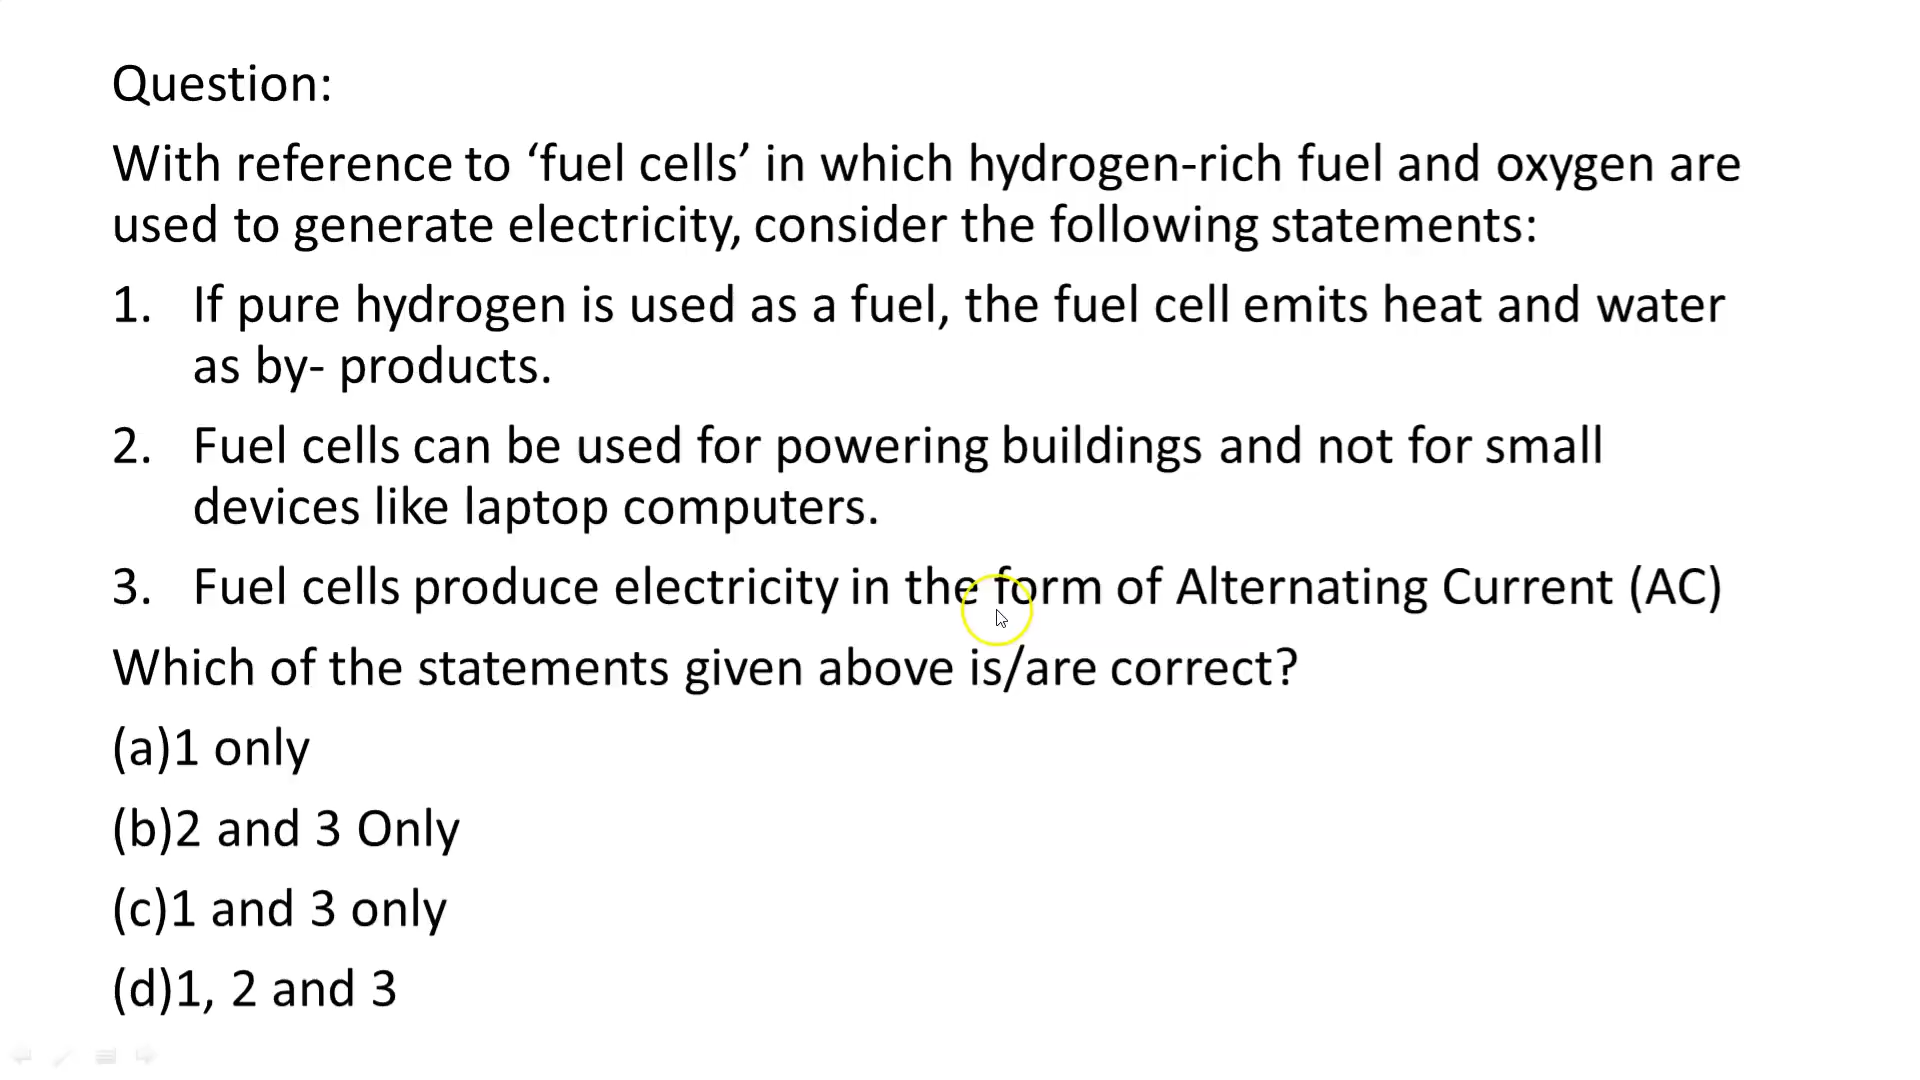 Question:
With reference to ‘fuel cells’ in which hydrogen-rich fuel and oxygen are
used to generate electricity, consider the following statements:
1. If pure hydrogen is used as a fuel, the fuel cell emits heat and water
as by- products.
2. Fuel cells can be used for powering buildings and not for small
devices like laptop computers.
3. Fuel cells produce electricity in the form of Alternating Current (AC)
Which of the statements given above is/are correct?
(a)1 only
(b)2 and 3 Only
(c)1 and 3 only
(d)1, 2 and 3